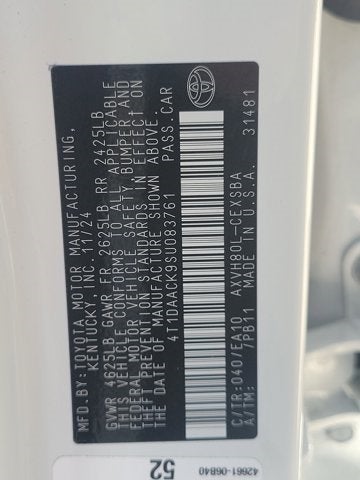 MFD.BY:TOYOTA MOTOR MANUFACTURING,
KENTUCKY, INC. 11/24
GVWR 4625LB GAWR FR 2625LB RR 2425LB
THIS VEHICLE CONFORMS TO ALL APPLICABLE
FEDERAL MOTOR VEHICLE SAFETY, BUMPER AND
THEFT PREVENTION STANDARDS IN EFFECT ON
THE DATE OF MANUFACTURE SHOWN ABOVE.
4T1DAACK9SU083761 PASS.CAR
C/TR:040/EA10 AXVH80L-CEXSBA
A/TM: /PB11 MADE IN U.S.A. 31481
52
42661-06B40